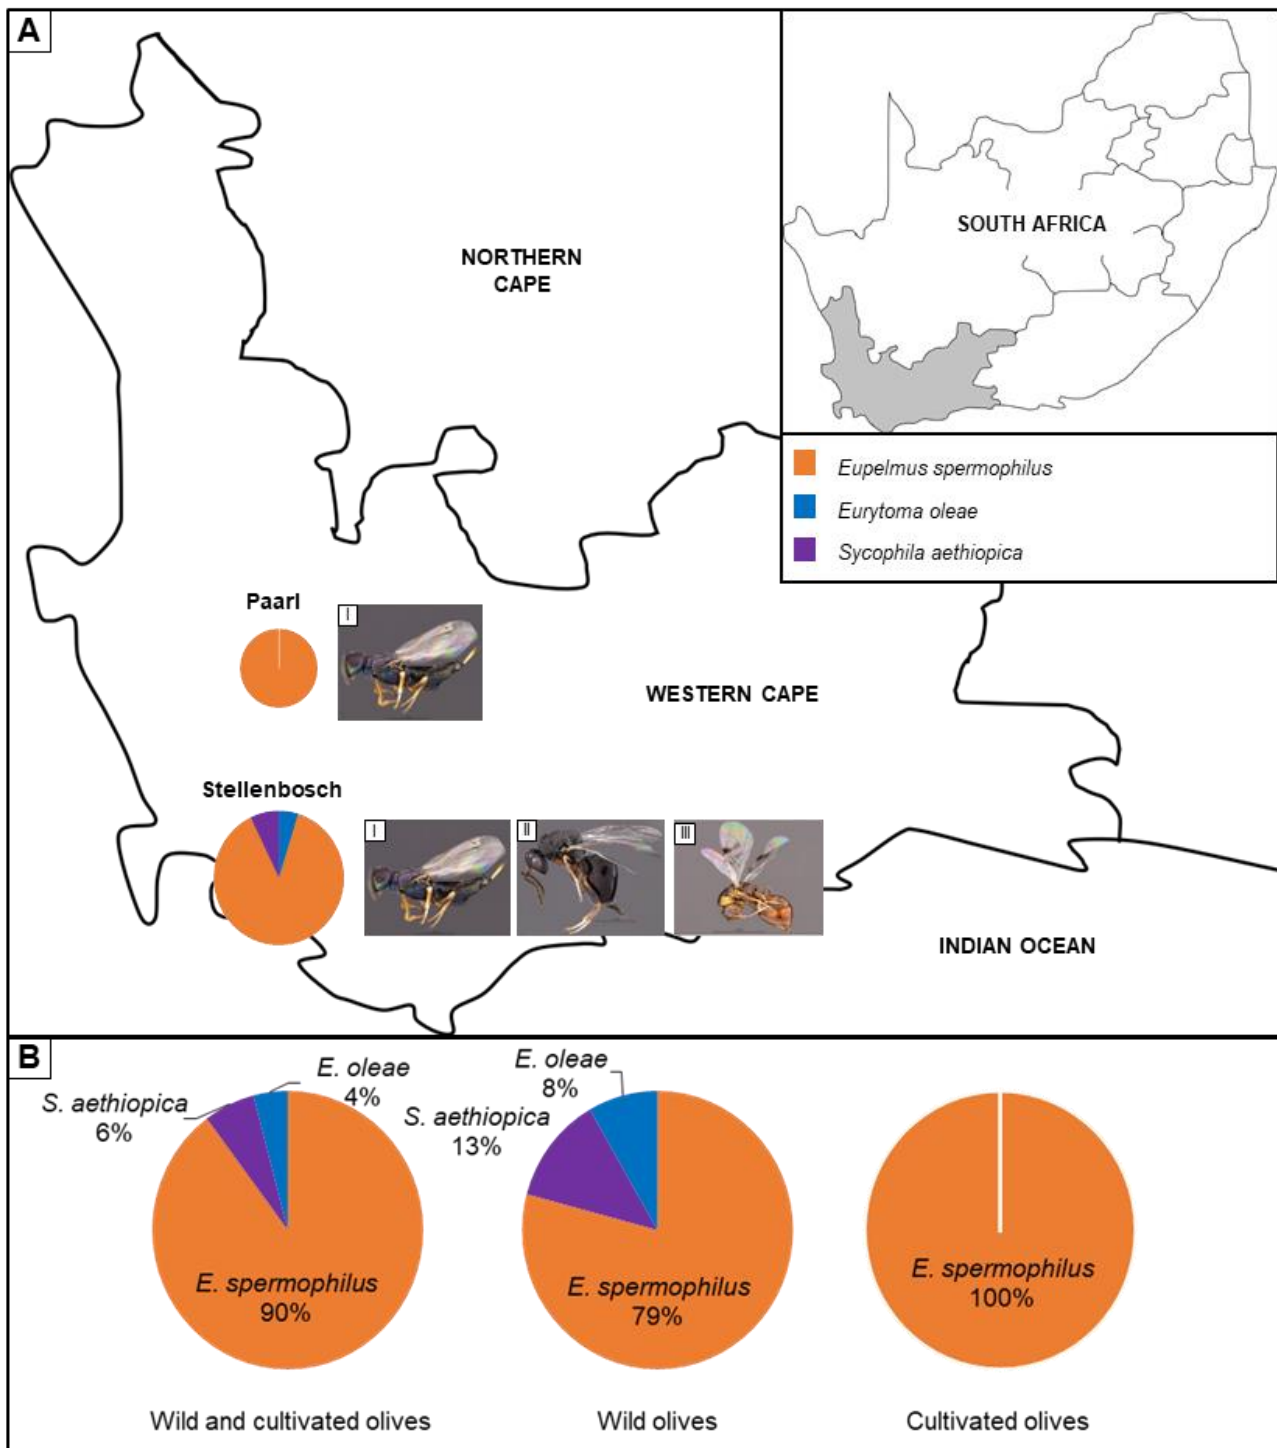 A
NORTHERN
CAPE
SOUTH AFRICA
Eupelmus spermophilus
Eurytoma oleae
Sycophila aethiopica
Paarl
I
WESTERN CAPE
Stellenbosch
I
II
III
INDIAN OCEAN
B
E. oleae
4%
S. aethiopica
6%
E. spermophilus
90%
Wild and cultivated olives
E. oleae
8%
S. aethiopica
13%
E. spermophilus
79%
Wild olives
E. spermophilus
100%
Cultivated olives